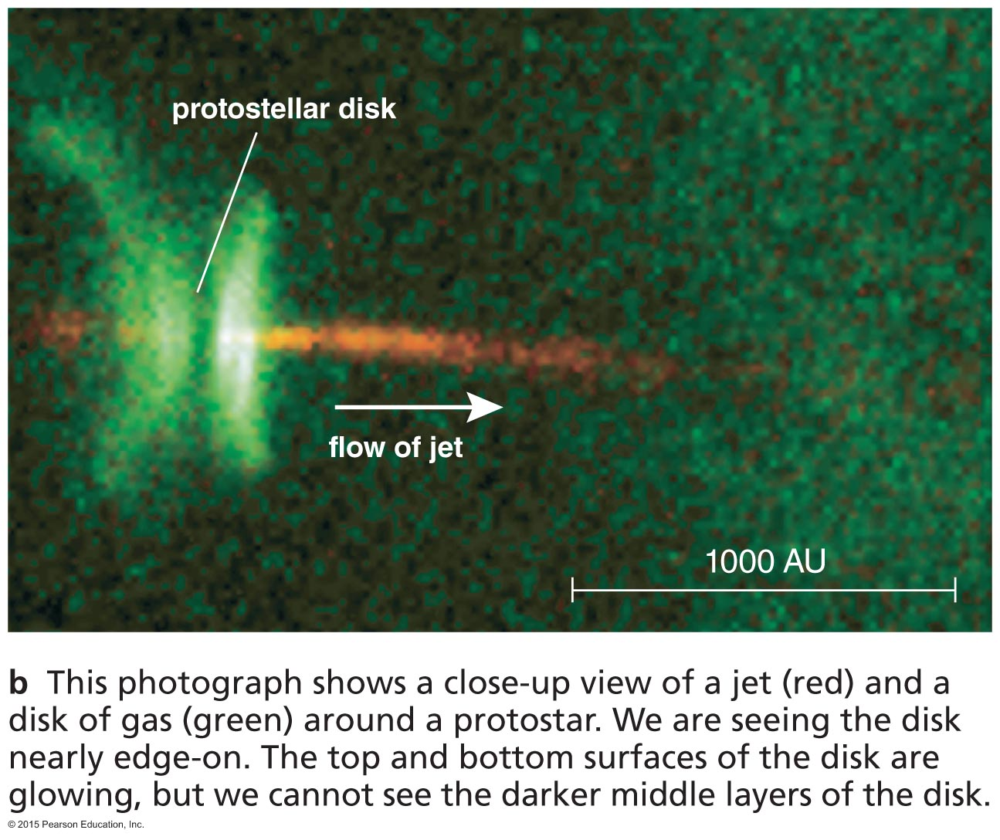 protostellar disk
flow of jet
1000 AU
b This photograph shows a close-up view of a jet (red) and a
disk of gas (green) around a protostar. We are seeing the disk
nearly edge-on. The top and bottom surfaces of the disk are
glowing, but we cannot see the darker middle layers of the disk.
© 2015 Pearson Education, Inc.